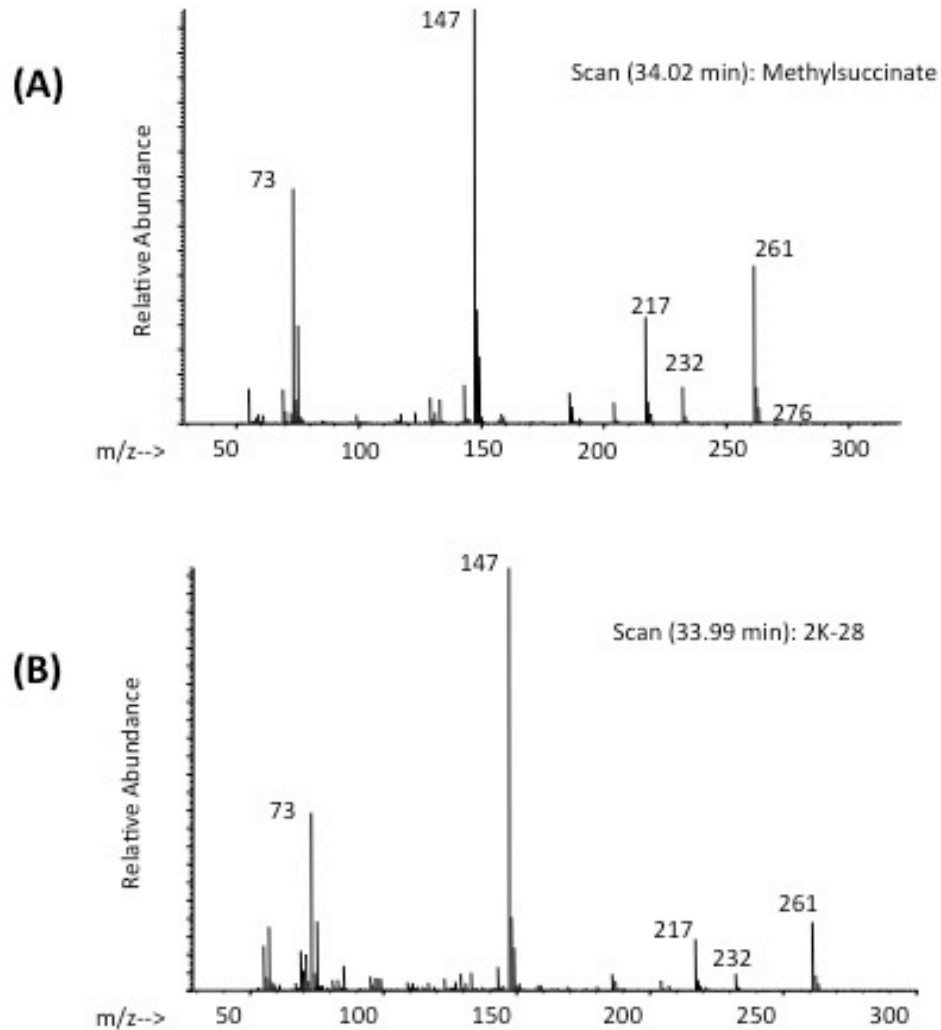 147
Scan (34.02 min): Methylsuccinate
(A)
Relative Abundance
73
261
217
232
276
m/z--> 50 100 150 200 250 300
147
Scan (33.99 min): 2K-28
(B)
Relative Abundance
73
261
217
232
m/z--> 50 100 150 200 250 300